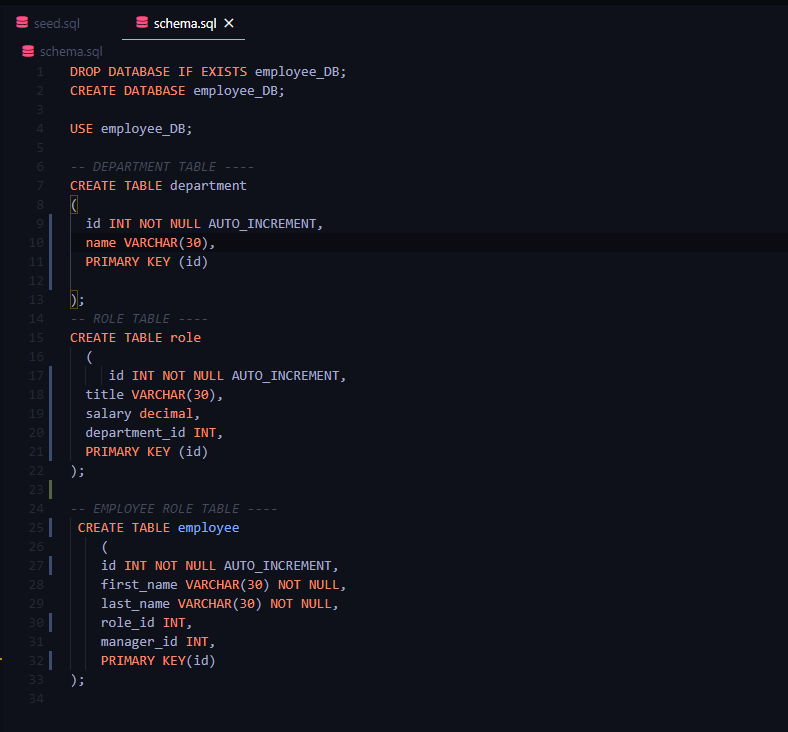 seed.sql schema.sql ×
schema.sql
1 DROP DATABASE IF EXISTS employee_DB;
2 CREATE DATABASE employee_DB;
3
4 USE employee_DB;
5
6 -- DEPARTMENT TABLE ----
7 CREATE TABLE department
8 (
9 id INT NOT NULL AUTO_INCREMENT,
10 name VARCHAR(30),
11 PRIMARY KEY (id)
12
13 );
14 -- ROLE TABLE ----
15 CREATE TABLE role
16 (
17 id INT NOT NULL AUTO_INCREMENT,
18 title VARCHAR(30),
19 salary decimal,
20 department_id INT,
21 PRIMARY KEY (id)
22 );
23
24 -- EMPLOYEE ROLE TABLE ----
25 CREATE TABLE employee
26 (
27 id INT NOT NULL AUTO_INCREMENT,
28 first_name VARCHAR(30) NOT NULL,
29 last_name VARCHAR(30) NOT NULL,
30 role_id INT,
31 manager_id INT,
32 PRIMARY KEY(id)
33 );
34